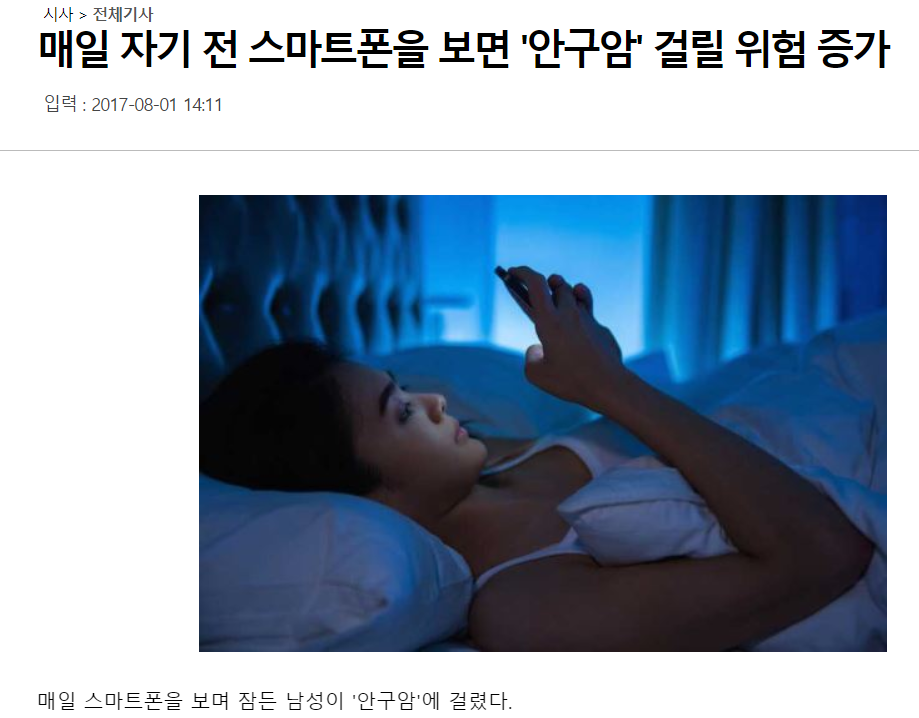 시사 > 전체기사
매일 자기 전 스마트폰을 보면 '안구암' 걸릴 위험 증가
입력 : 2017-08-01 14:11
매일 스마트폰을 보며 잠든 남성이 '안구암'에 걸렸다.